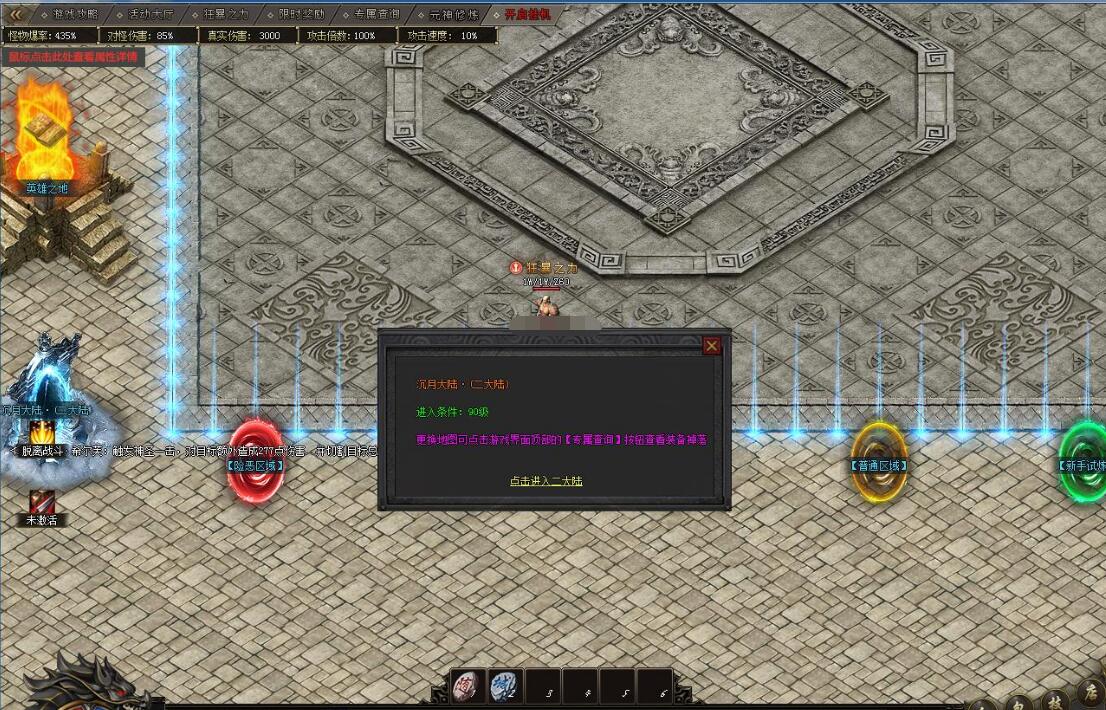 游戏攻略 活动大厅 狂暴之力 限时奖励 专属查询 元神修炼 开启挂机
怪物爆率:435% 对怪伤害: 85% 真实伤害: 3000 攻击倍数:100% 攻击速度: 10%
鼠标点击此处查看属性详情
英雄之地
狂暴之力
沉月大陆·(二大陆)
进入条件: 90级
沉月大陆·(二大陆)
更换地图可点击游戏界面顶部的【专属查询】按钮查看装备掉落
脱离战斗
【险恶区域】
【普通区域】
【新手试炼
点击进入二大陆
未激活
3 4 5 6